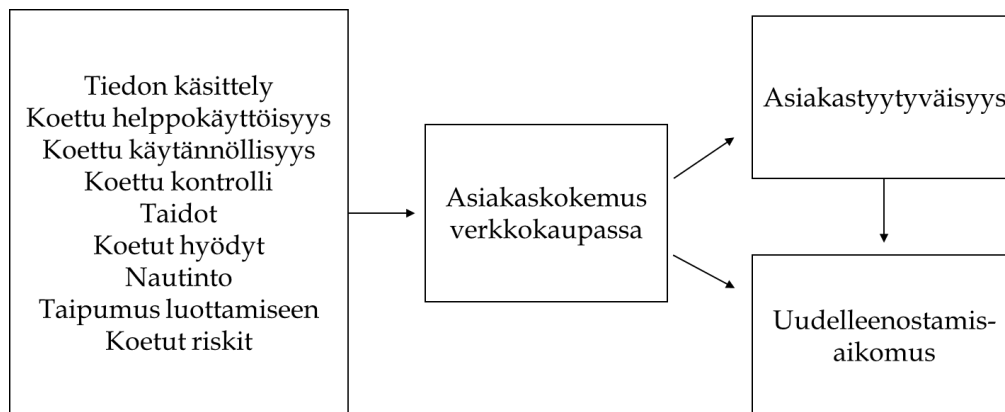 Tiedon käsittely
Koettu helppokäyttöisyys
Koettu käytännöllisyys
Koettu kontrolli
Taidot
Koetut hyödyt
Nautinto
Taipumus luottamiseen
Koetut riskit
Asiakaskokemus
verkkokaupassa
Asiakastyytyväisyys
Uudelleenostamis-
aikomus